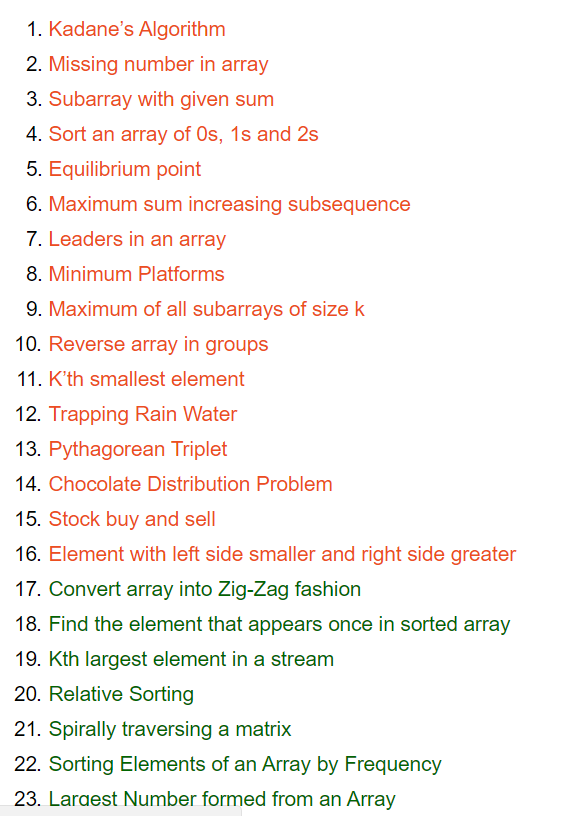 1. Kadane’s Algorithm
2. Missing number in array
3. Subarray with given sum
4. Sort an array of 0s, 1s and 2s
5. Equilibrium point
6. Maximum sum increasing subsequence
7. Leaders in an array
8. Minimum Platforms
9. Maximum of all subarrays of size k
10. Reverse array in groups
11. K’th smallest element
12. Trapping Rain Water
13. Pythagorean Triplet
14. Chocolate Distribution Problem
15. Stock buy and sell
16. Element with left side smaller and right side greater
17. Convert array into Zig-Zag fashion
18. Find the element that appears once in sorted array
19. Kth largest element in a stream
20. Relative Sorting
21. Spirally traversing a matrix
22. Sorting Elements of an Array by Frequency
23. Largest Number formed from an Array